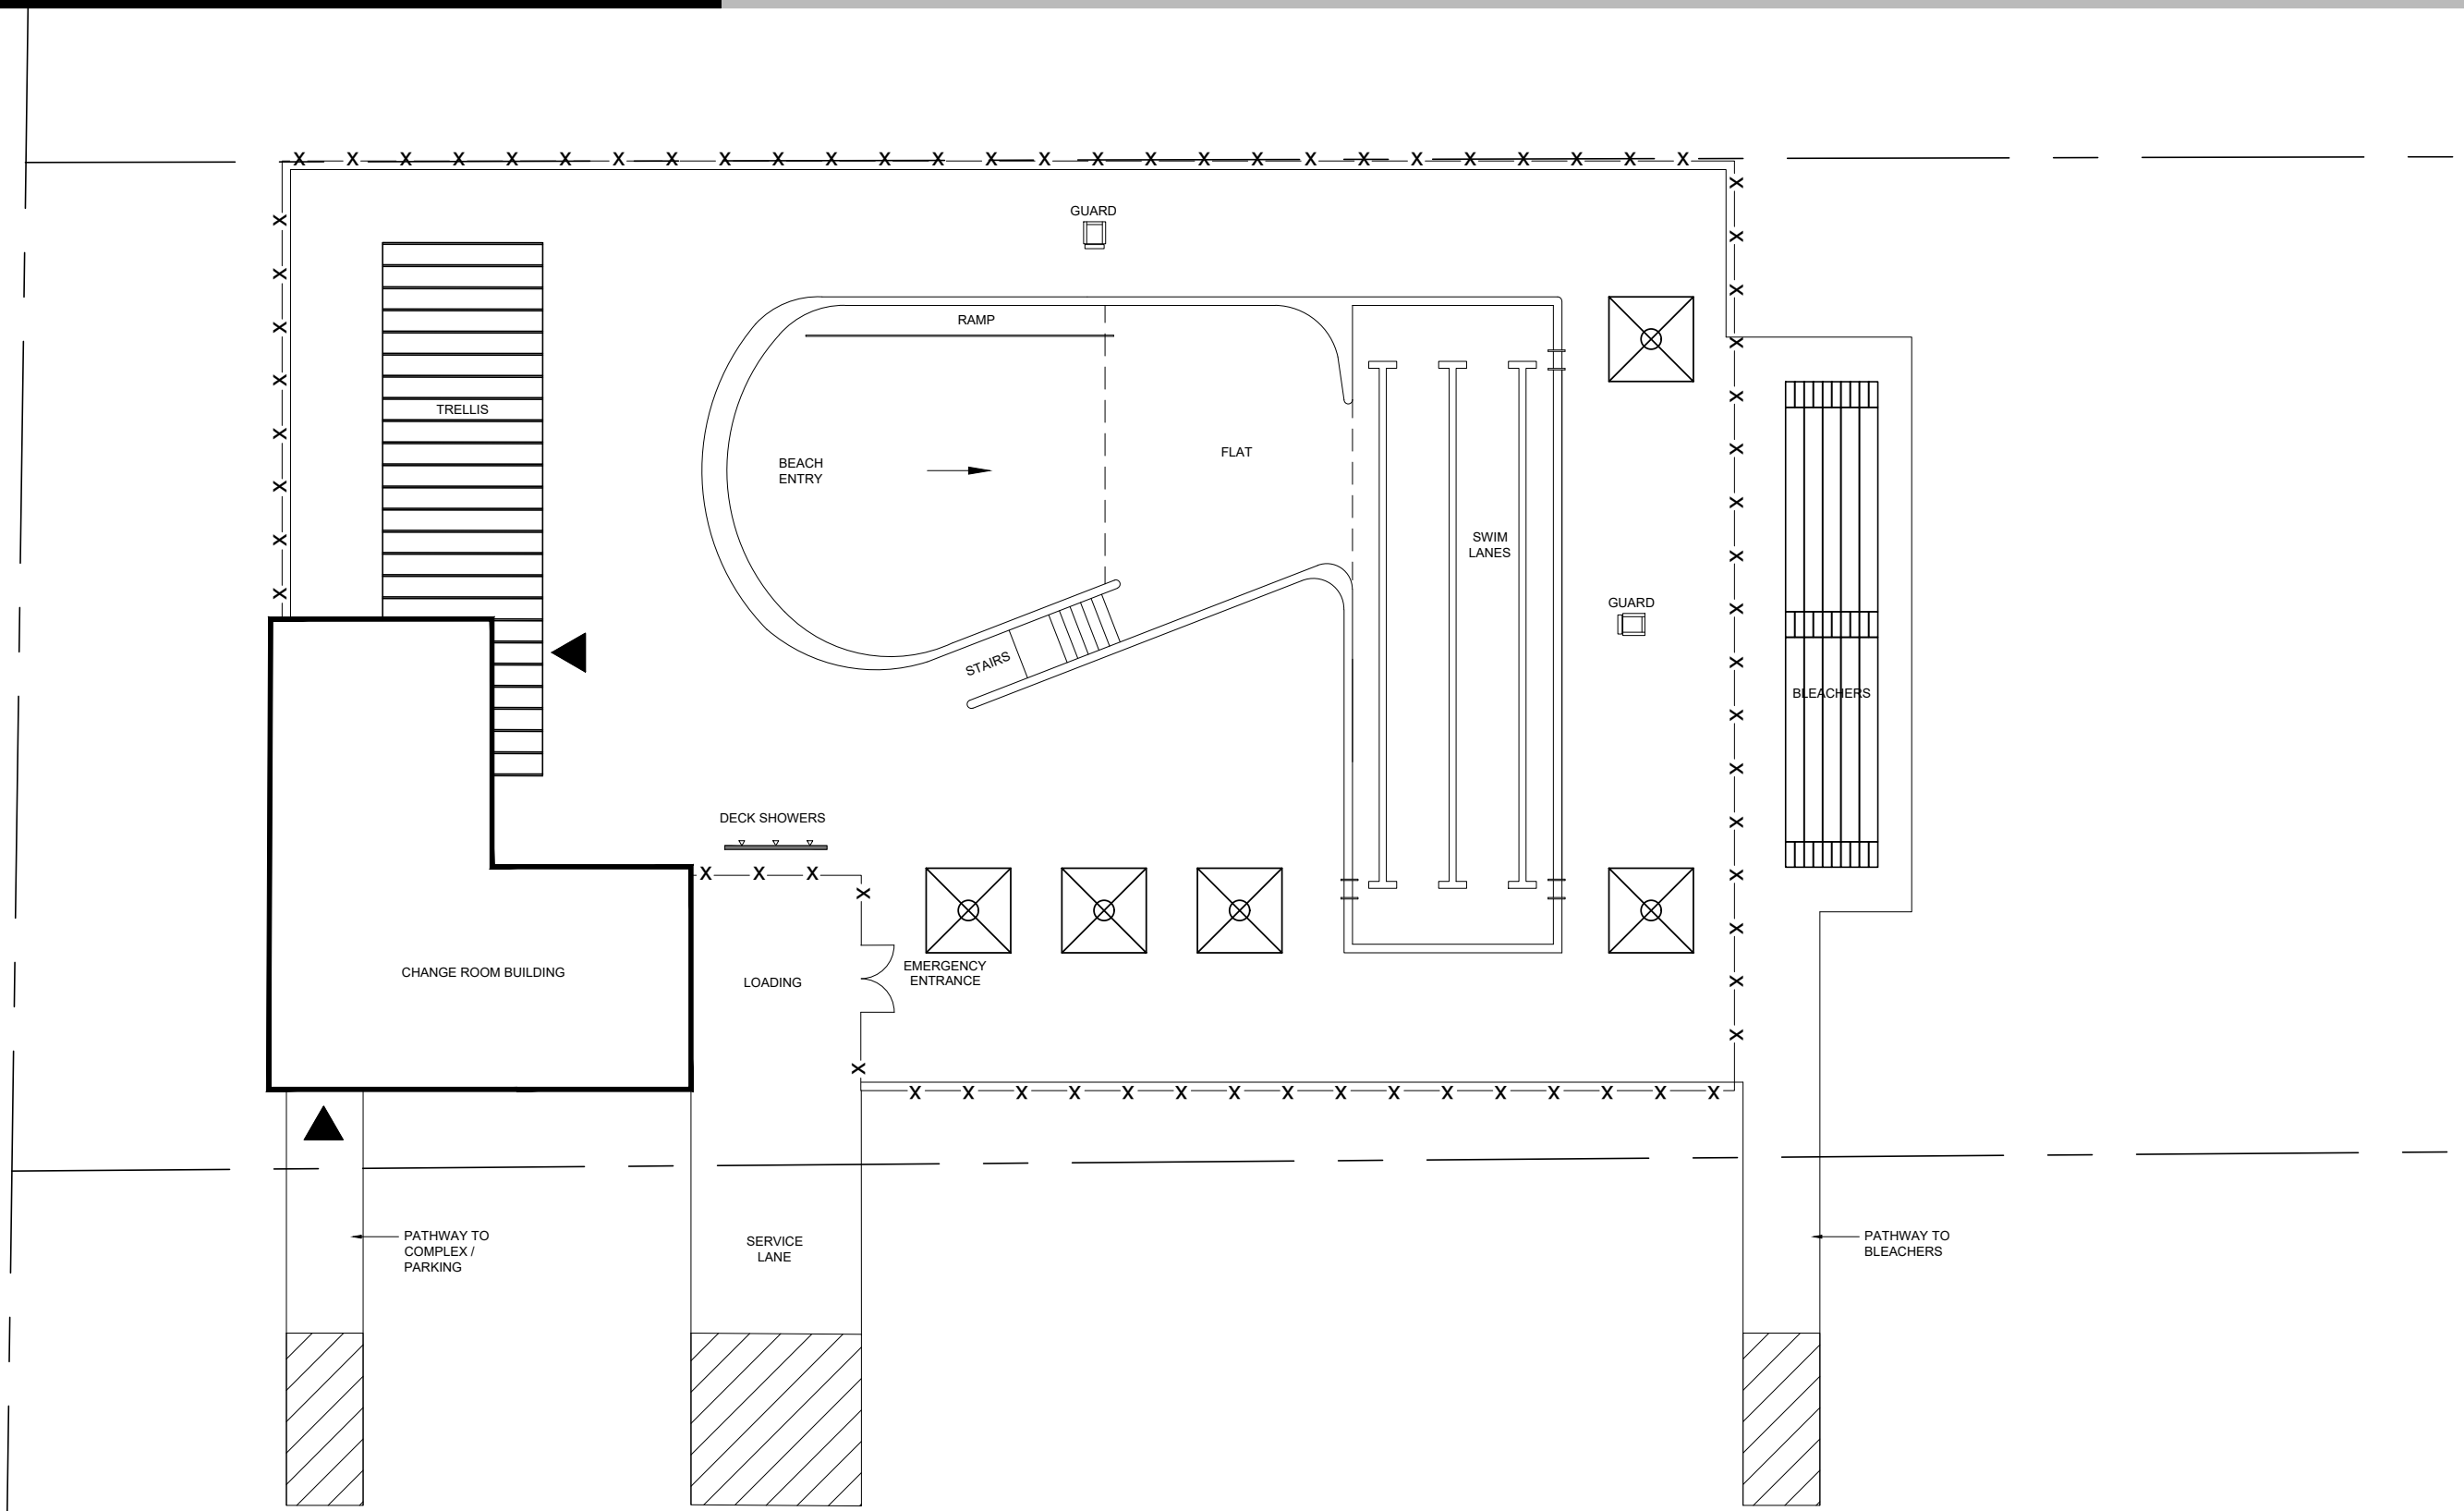 GUARD
RAMP
TRELLIS
BEACH
ENTRY
FLAT
SWIM
LANES
GUARD
STAIRS
BLEACHERS
DECK SHOWERS
CHANGE ROOM BUILDING
LOADING
EMERGENCY
ENTRANCE
PATHWAY TO
COMPLEX /
PARKING
SERVICE
LANE
PATHWAY TO
BLEACHERS